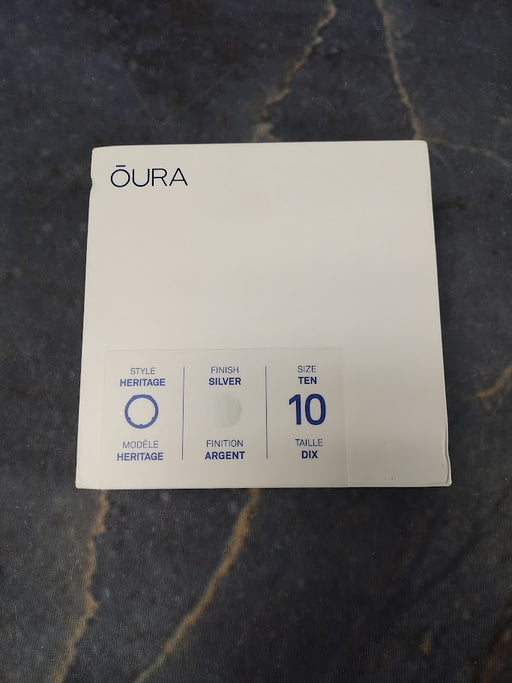 ŌURA
STYLE
HERITAGE
MODÈLE
HERITAGE
FINISH
SILVER
FINITION
ARGENT
SIZE
TEN
10
TAILLE
DIX